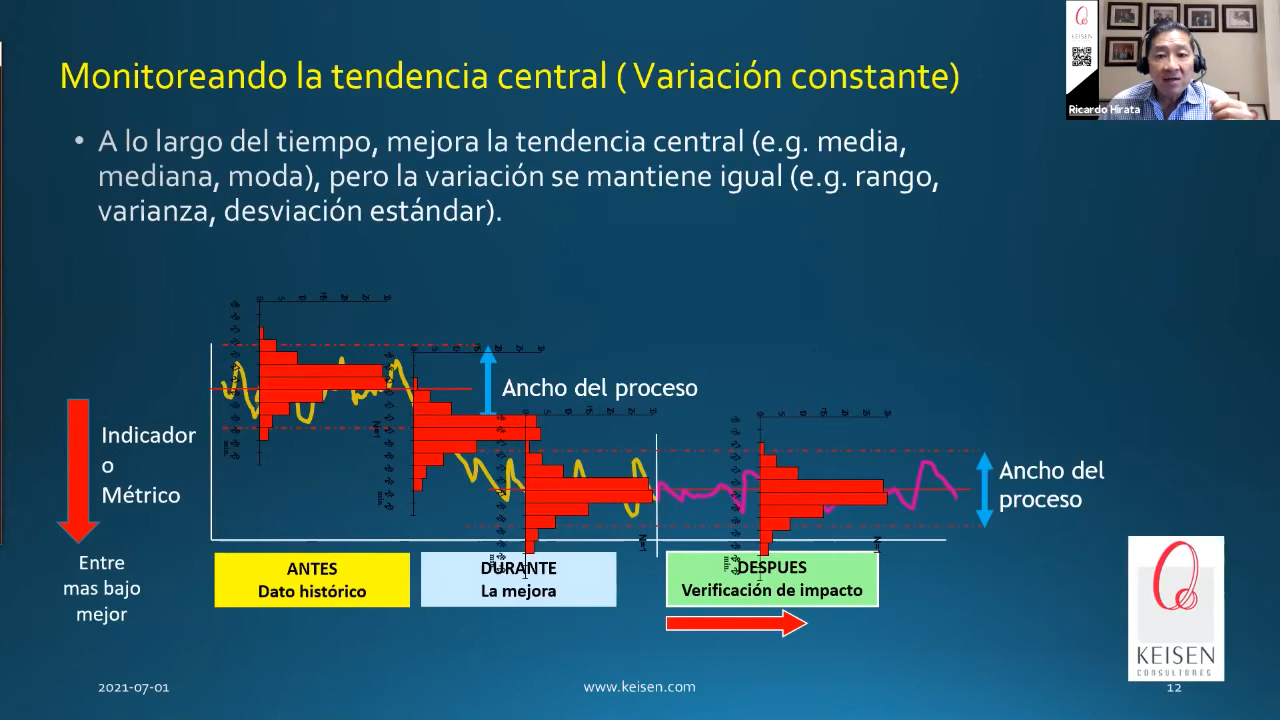 Monitoreando la tendencia central ( Variación constante)
• A lo largo del tiempo, mejora la tendencia central (e.g. media,
mediana, moda), pero la variación se mantiene igual (e.g. rango,
varianza, desviación estándar).
KEISEN
Ricardo Hirata
Ancho del proceso
Indicador
o
Métrico
Ancho del
proceso
Entre
mas bajo
mejor
ANTES
Dato histórico
DURANTE
La mejora
DESPUES
Verificación de impacto
KEISEN
CONSULTORES
2021-07-01
www.keisen.com
12